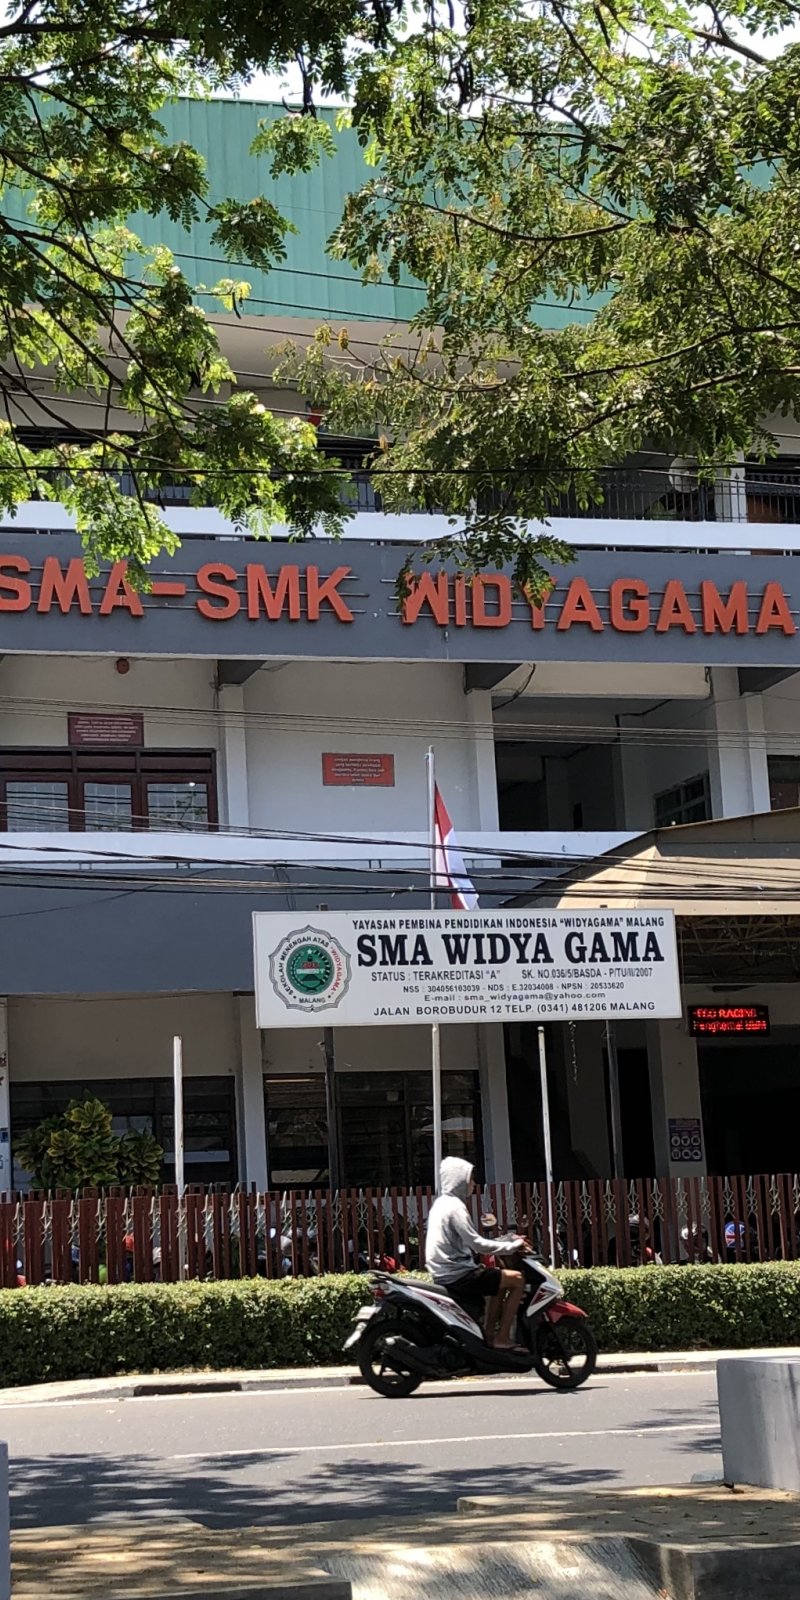 SMA-SMK WIDYAGAMA
YAYASAN PEMBINA PENDIDIKAN INDONESIA "WIDYAGAMA" MALANG
SMA WIDYA GAMA
STATUS : TERAKREDITASI "A" SK. NO.036/5/BASDA - P/TU/II/2007
NSS : 304056103039 - NDS : E.32034008 - NPSN : 20533620
E-mail : sma_widyagama@yahoo.com
JALAN BOROBUDUR 12 TELP. (0341) 481206 MALANG
SEKOLAH MENENGAH ATAS "WIDYAGAMA"
MALANG